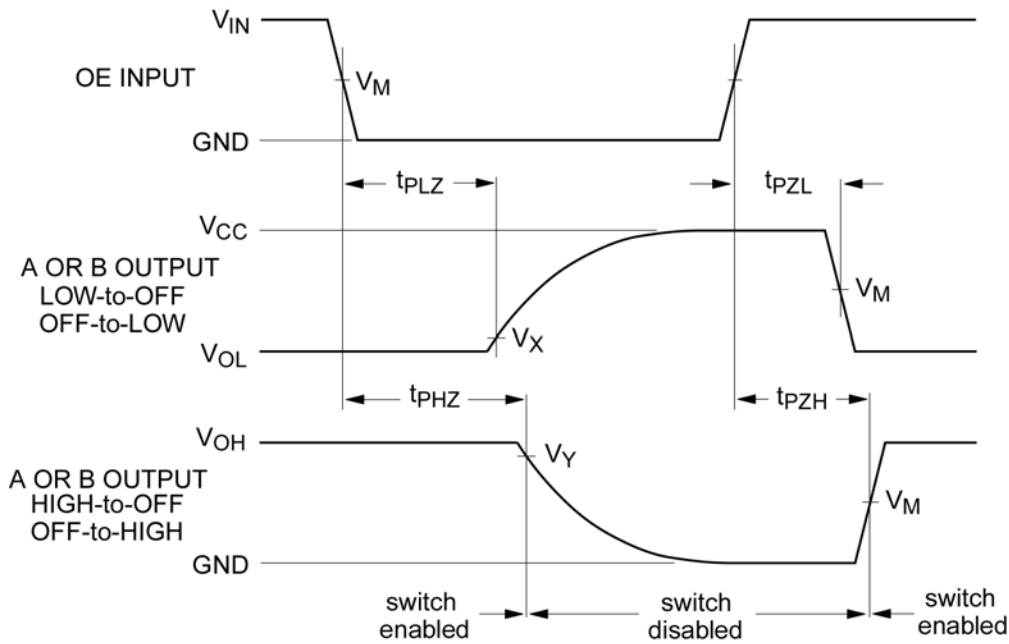 VIN
OE INPUT
VM
GND
tPLZ
tPZL
VCC
A OR B OUTPUT
LOW-to-OFF
OFF-to-LOW
VM
VX
VOL
tPHZ
tPZH
VOH
VY
A OR B OUTPUT
HIGH-to-OFF
OFF-to-HIGH
VM
GND
switch
enabled
switch
disabled
switch
enabled